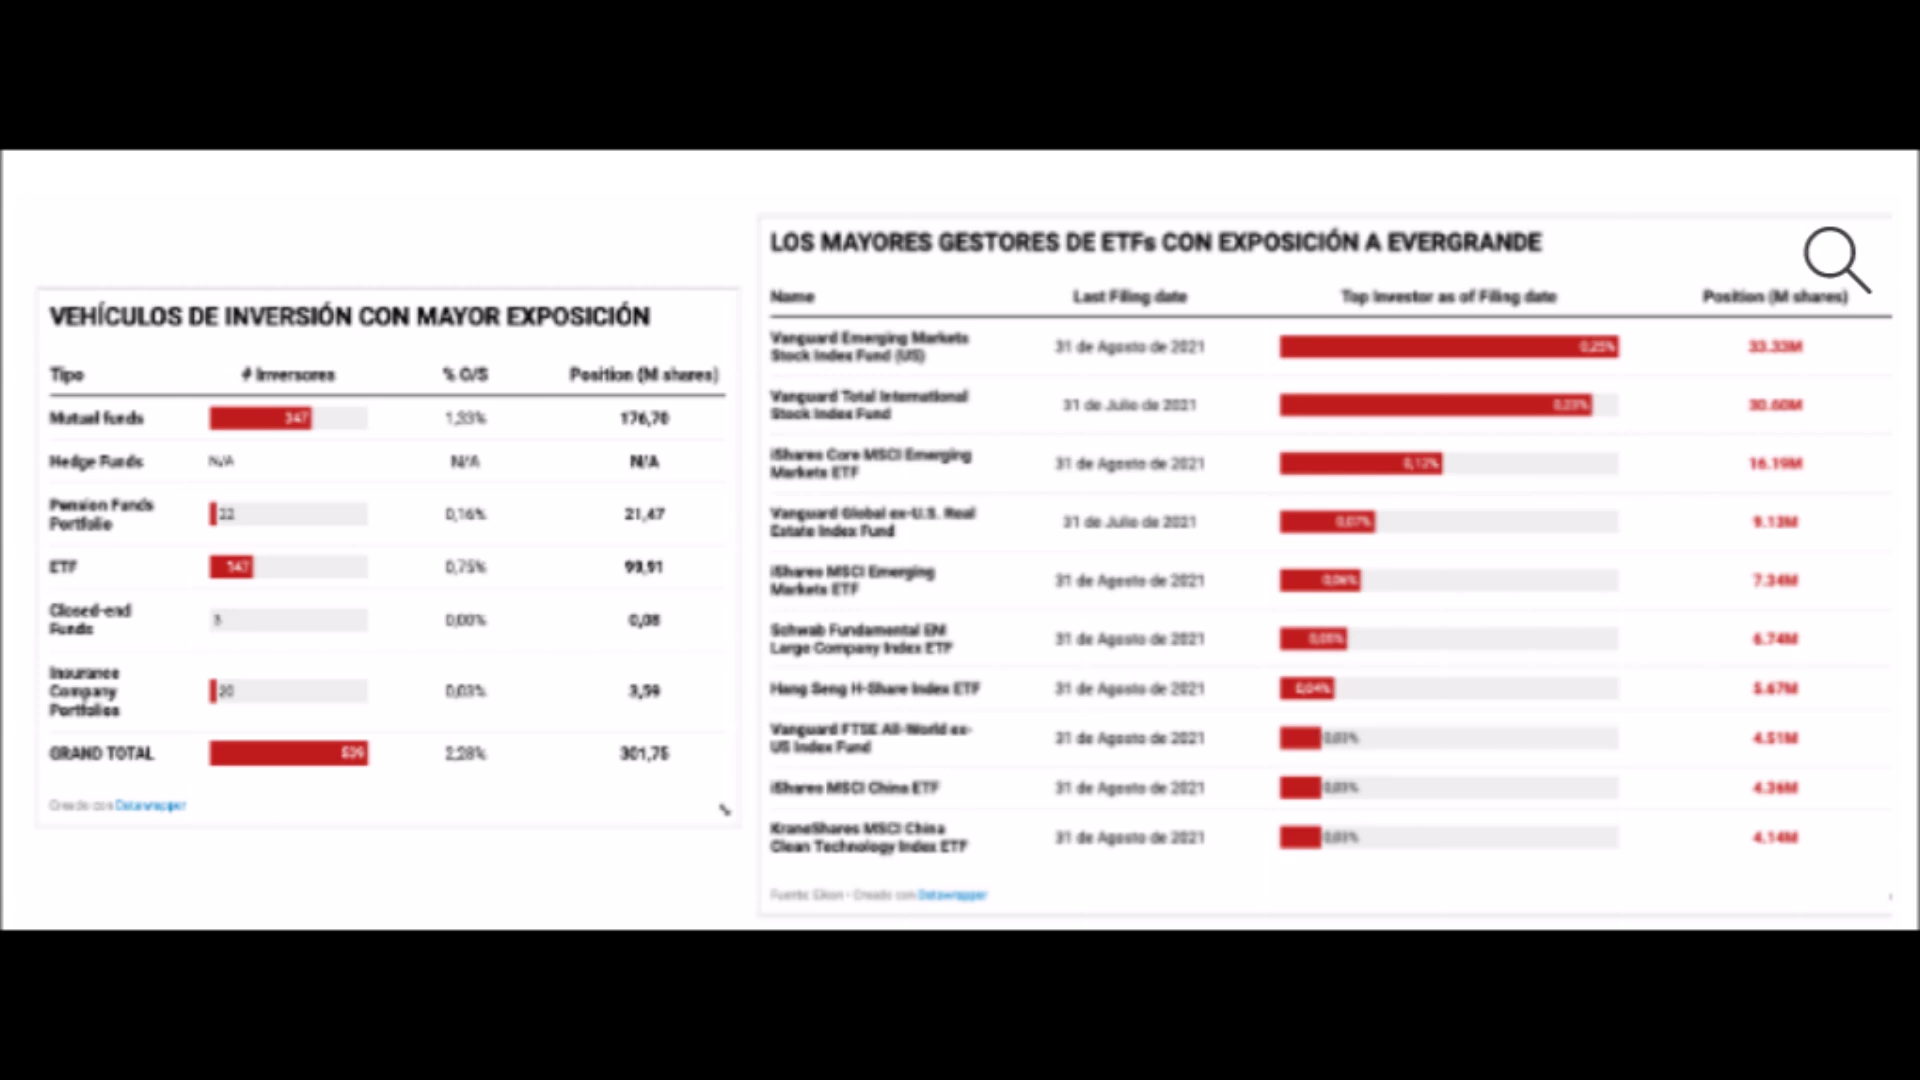 VEHÍCULOS DE INVERSIÓN CON MAYOR EXPOSICIÓN
Tipo # Inversores % O/S Position (M shares)
Mutual funds 347 1,33% 176,70
Hedge Funds N/A N/A N/A
Pension Funds
Portfolio
22 0,16% 21,47
ETF 147 0,75% 99,91
Closed-end
Funds
3 0,00% 0,08
Insurance
Company
Portfolios
20 0,03% 3,59
GRAND TOTAL 539 2,28% 301,75
Creado con Datawrapper
LOS MAYORES GESTORES DE ETFs CON EXPOSICIÓN A EVERGRANDE
Name Last Filing date Top Investor as of Filing date Position (M shares)
Vanguard Emerging Markets
Stock Index Fund (US)
31 de Agosto de 2021 0,25% 33.33M
Vanguard Total International
Stock Index Fund
31 de Julio de 2021 0,23% 30.60M
iShares Core MSCI Emerging
Markets ETF
31 de Agosto de 2021 0,12% 16.19M
Vanguard Global ex-U.S. Real
Estate Index Fund
31 de Julio de 2021 0,07% 9.13M
iShares MSCI Emerging
Markets ETF
31 de Agosto de 2021 0,06% 7.34M
Schwab Fundamental EM
Large Company Index ETF
31 de Agosto de 2021 0,05% 6.74M
Hang Seng H-Share Index ETF 31 de Agosto de 2021 0,04% 5.67M
Vanguard FTSE All-World ex-
US Index Fund
31 de Agosto de 2021 0,03% 4.51M
iShares MSCI China ETF 31 de Agosto de 2021 0,03% 4.36M
KraneShares MSCI China
Clean Technology Index ETF
31 de Agosto de 2021 0,03% 4.14M
Fuente: Eikon • Creado con Datawrapper